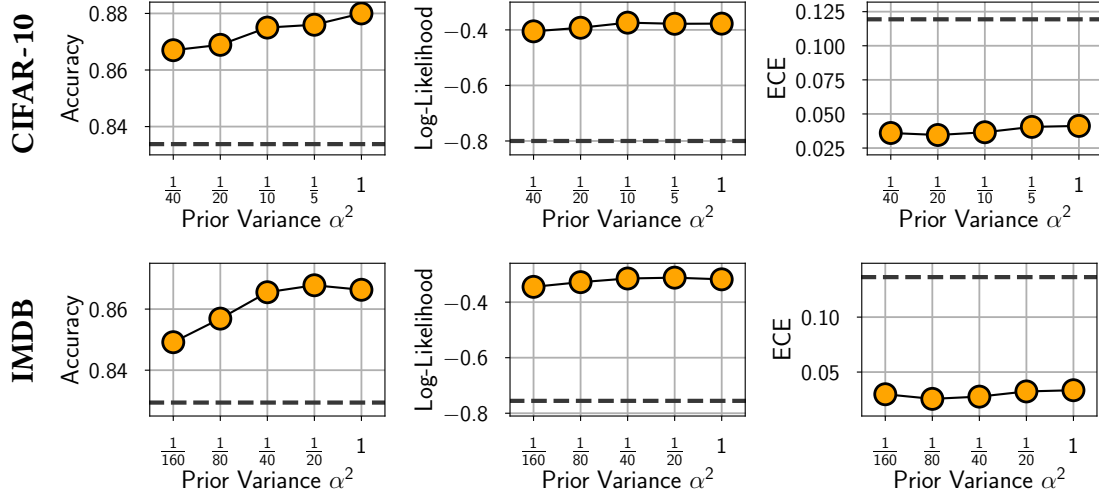 CIFAR-10
Accuracy
0.88
0.86
0.84
1/40 1/20 1/10 1/5 1
Prior Variance α²
Log-Likelihood
−0.4
−0.6
−0.8
1/40 1/20 1/10 1/5 1
Prior Variance α²
ECE
0.125
0.100
0.075
0.050
0.025
1/40 1/20 1/10 1/5 1
Prior Variance α²
IMDB
Accuracy
0.86
0.84
1/160 1/80 1/40 1/20 1
Prior Variance α²
Log-Likelihood
−0.4
−0.6
−0.8
1/160 1/80 1/40 1/20 1
Prior Variance α²
ECE
0.10
0.05
1/160 1/80 1/40 1/20 1
Prior Variance α²